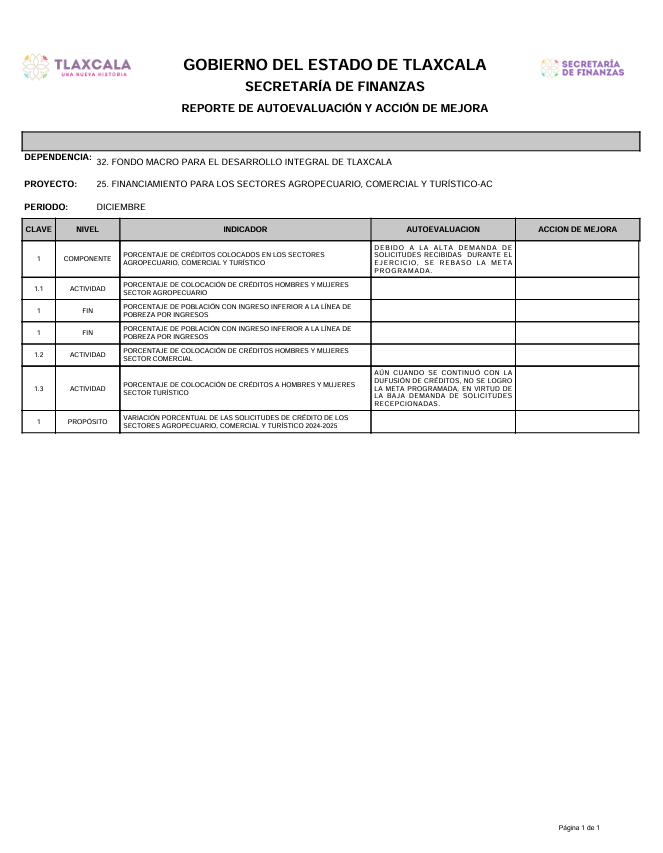 TLAXCALA
UNA NUEVA HISTORIA
GOBIERNO DEL ESTADO DE TLAXCALA
SECRETARÍA DE FINANZAS
REPORTE DE AUTOEVALUACIÓN Y ACCIÓN DE MEJORA
SECRETARÍA
DE FINANZAS
DEPENDENCIA: 32. FONDO MACRO PARA EL DESARROLLO INTEGRAL DE TLAXCALA
PROYECTO: 25. FINANCIAMIENTO PARA LOS SECTORES AGROPECUARIO, COMERCIAL Y TURÍSTICO-AC
PERIODO: DICIEMBRE
CLAVE NIVEL INDICADOR AUTOEVALUACION ACCION DE MEJORA
1 COMPONENTE
PORCENTAJE DE CRÉDITOS COLOCADOS EN LOS SECTORES
AGROPECUARIO, COMERCIAL Y TURÍSTICO
DEBIDO A LA ALTA DEMANDA DE
SOLICITUDES RECIBIDAS DURANTE EL
EJERCICIO, SE REBASO LA META
PROGRAMADA.
1.1 ACTIVIDAD
PORCENTAJE DE COLOCACIÓN DE CRÉDITOS HOMBRES Y MUJERES
SECTOR AGROPECUARIO
1 FIN
PORCENTAJE DE POBLACIÓN CON INGRESO INFERIOR A LA LÍNEA DE
POBREZA POR INGRESOS
1 FIN
PORCENTAJE DE POBLACIÓN CON INGRESO INFERIOR A LA LÍNEA DE
POBREZA POR INGRESOS
1.2 ACTIVIDAD
PORCENTAJE DE COLOCACIÓN DE CRÉDITOS HOMBRES Y MUJERES
SECTOR COMERCIAL
1.3 ACTIVIDAD
PORCENTAJE DE COLOCACIÓN DE CRÉDITOS A HOMBRES Y MUJERES
SECTOR TURÍSTICO
AÚN CUANDO SE CONTINUÓ CON LA
DUFUSIÓN DE CRÉDITOS, NO SE LOGRO
LA META PROGRAMADA, EN VIRTUD DE
LA BAJA DEMANDA DE SOLICITUDES
RECEPCIONADAS.
1 PROPÓSITO
VARIACIÓN PORCENTUAL DE LAS SOLICITUDES DE CRÉDITO DE LOS
SECTORES AGROPECUARIO, COMERCIAL Y TURÍSTICO 2024-2025
Página 1 de 1